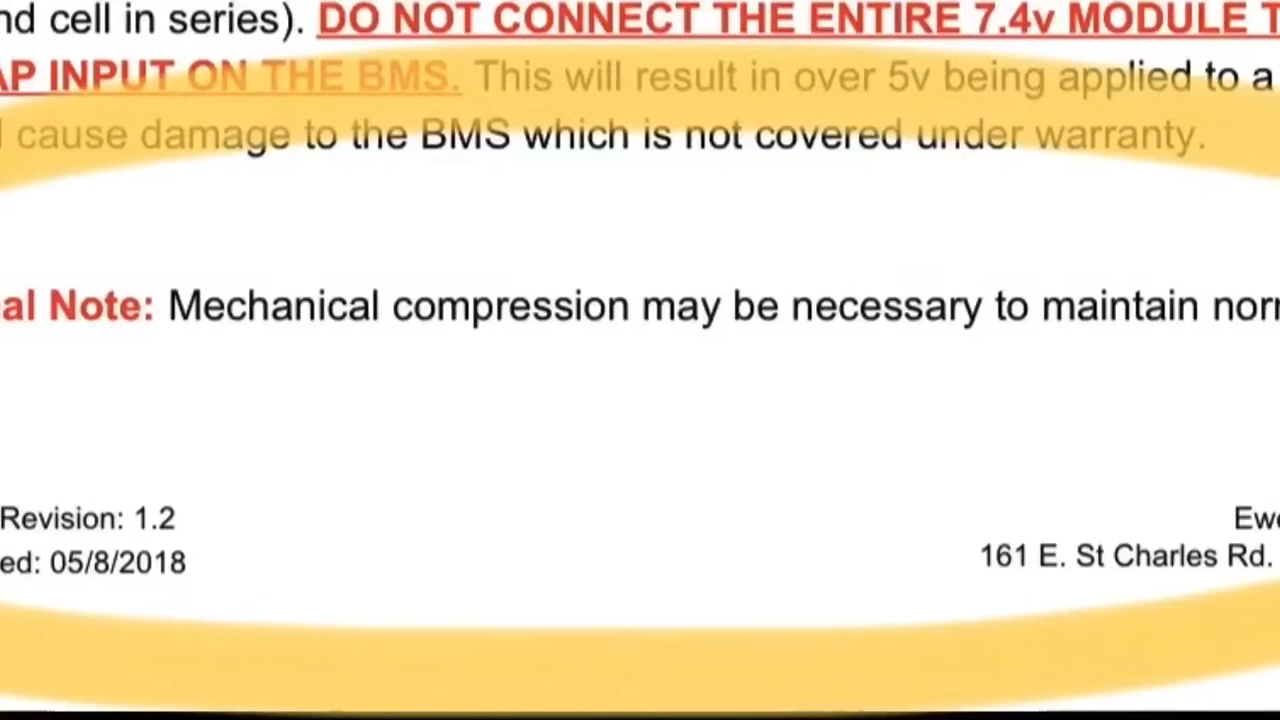 nd cell in series). DO NOT CONNECT THE ENTIRE 7.4v MODULE T
AP INPUT ON THE BMS. This will result in over 5v being applied to a
cause damage to the BMS which is not covered under warranty.
al Note: Mechanical compression may be necessary to maintain nor
Revision: 1.2
ed: 05/8/2018
Ewe
161 E. St Charles Rd.